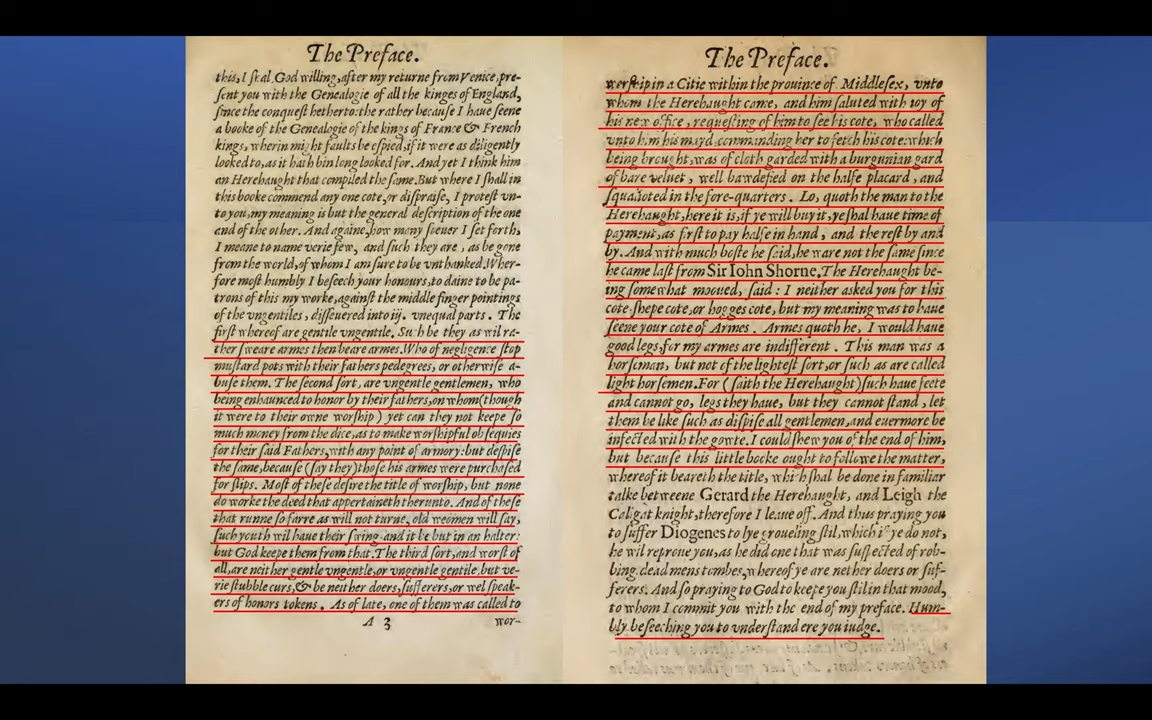 The Preface.
this, I ſhal God willing, after my returne from Venice, pre-
ſent you with the Genealogie of all the kinges of England,
ſince the conqueſt hetherto: the rather becauſe I haue ſeene
a booke of the Genealogie of the kings of France & French
kings, wherin might faults be eſpied, if it were as diligently
looked to, as it hath bin long looked for. And yet I think him
an Herehaught that compiled the ſame. But where I ſhall in
this booke commend any one cote, or diſpraiſe, I proteſt vn-
to you, my meaning is but the general deſcription of the one
and of the other. And againe, how many ſoeuer I ſet forth,
I meane to name verie few, and ſuch they are, as be gone
from the world, of whom I am ſure to be vnthanked. Wher-
fore moſt humbly I beſeech your honours, to daine to be pa-
trons of this my worke, againſt the middle finger pointings
of the vngentiles, diſſeuered into iij. vnequal parts. The
firſt whereof are gentle vngentile. Such be they as wil ra-
ther ſweare armes then beare armes. Who of negligence ſtop
muſtard pots with their fathers pedegrees, or otherwiſe a-
buſe them. The ſecond ſort, are vngentle gentlemen, who
being enhaunced to honor by their fathers, on whom (though
it were to their owne worſhip) yet can they not keepe ſo
much money from the dice, as to make worſhipful obſequies
for their ſaid Fathers, with any point of armory: but deſpiſe
the ſame, becauſe (ſay they) thoſe his armes were purchaſed
for ſlips. Moſt of theſe deſire the title of worſhip, but none
do worke the deed that appertaineth therunto. And of theſe
that runne ſo farre as will not turne, old weomen will ſay,
ſuch youth wil haue their ſwing, and it be but in an halter:
but God keepe them from that. The third ſort, and worſt of
all, are neither gentle vngentle, or vngentle gentile, but ve-
rie ſtubble curs, & be neither doers, ſufferers, or wel ſpeak-
ers of honors tokens. As of late, one of them was called to
A 3 wor-
The Preface.
worſhip in a Citie within the prouince of Middleſex, vnto
whom the Herehaught came, and him ſaluted with ioy of
his new office, requeſting of him to ſee his cote, who called
vnto him his mayd, commanding her to fetch his cote: which
being brought, was of cloth garded with a burgunian gard
of bare veluet, well bawdefied on the halfe placard, and
ſquaioted in the fore-quarters. Lo, quoth the man to the
Herehaught, here it is, if ye will buy it, ye ſhal haue time of
payment, as firſt to pay halfe in hand, and the reſt by and
by. And with much boſte he ſaid, he ware not the ſame ſince
he came laſt from Sir Iohn Shorne. The Herehaught be-
ing ſomewhat mooued, ſaid: I neither asked you for this
cote ſhepe cote, or hogges cote, but my meaning was to haue
ſcene your cote of Armes. Armes quoth he, I would haue
good legs, for my armes are indifferent. This man was a
horſman, but not of the lighteſt ſort, or ſuch as are called
light horſemen. For (ſaith the Herehaught) ſuch haue feete
and cannot go, legs they haue, but they cannot ſtand, let
them be like ſuch as diſpiſe all gentlemen, and euermore be
infected with the gowte. I could ſhew you of the end of him,
but becauſe this little booke ought to followe the matter,
whereof it beareth the title, which ſhal be done in familiar
talke betweene Gerard the Herehaught, and Leigh the
Caligat knight, therefore I leaue off. And thus praying you
to ſuffer Diogenes to lye groueling ſtil, which if ye do not,
he wil reproue you, as he did one that was ſuſpected of rob-
bing dead mens tombes, whereof ye are nether doers or ſuf-
ferers. And ſo praying to God to keepe you ſtil in that mood,
to whom I commit you with the end of my preface. Hum-
bly beſeeching you to vnderſtand ere you iudge.